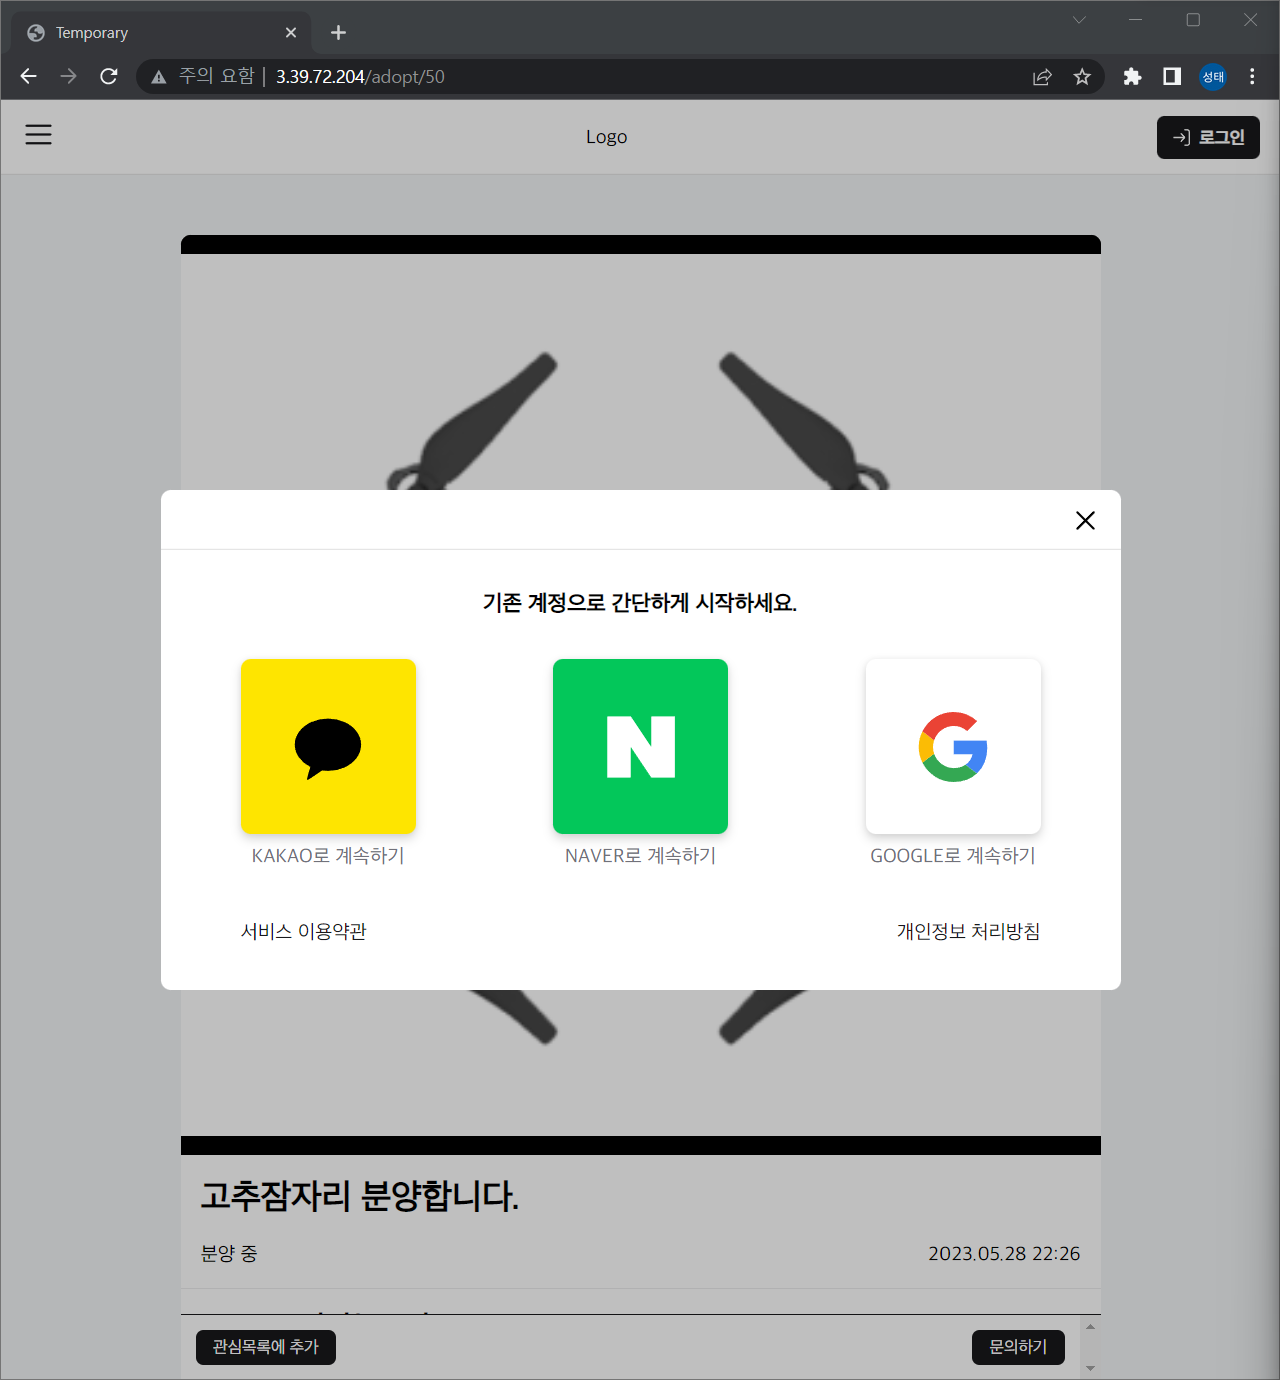 Temporary
주의 요함 | 3.39.72.204/adopt/50
성태
Logo
로그인
기존 계정으로 간단하게 시작하세요.
N
KAKAO로 계속하기
NAVER로 계속하기
GOOGLE로 계속하기
서비스 이용약관
개인정보 처리방침
고추잠자리 분양합니다.
분양 중
2023.05.28 22:26
관심목록에 추가
문의하기